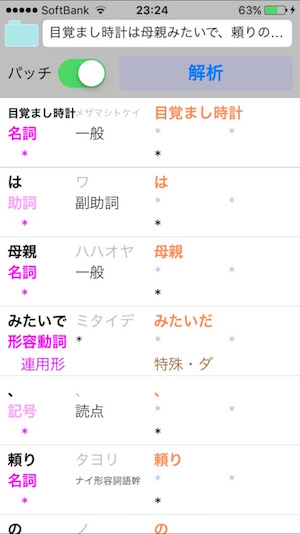 SoftBank 23:24 63%
目覚まし時計は母親みたいで、頼りの...
パッチ 解析
目覚まし時計 メザマシトケイ 目覚まし時計
名詞 一般 * *
* *
は ワ は
助詞 副助詞 * *
* *
母親 ハハオヤ 母親
名詞 一般 * *
* *
みたいで ミタイデ みたいだ
形容動詞 * * *
連用形 特殊・ダ
、 、 、
記号 読点 * *
* *
頼り タヨリ 頼り
名詞 ナイ形容詞語幹 * *
* *
の ノ の